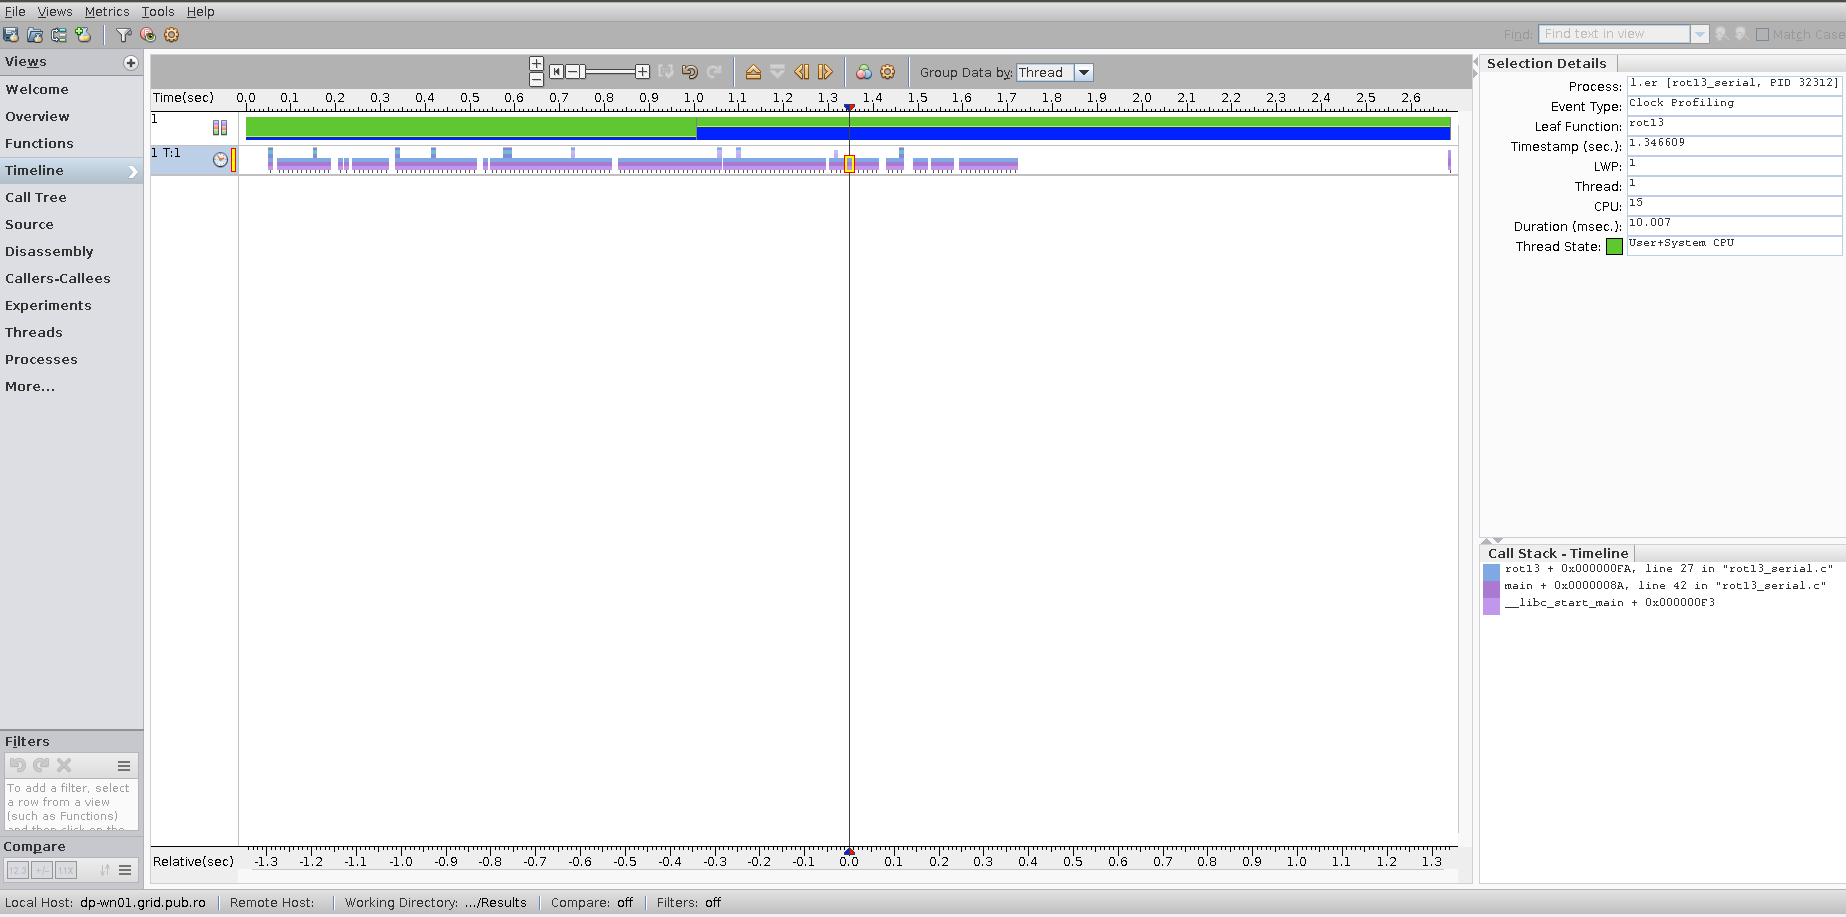 File Views Metrics Tools Help
Find: Find text in view Match Case
Views
Welcome
Overview
Functions
Timeline
Call Tree
Source
Disassembly
Callers-Callees
Experiments
Threads
Processes
More...
Filters
To add a filter, select
a row from a view
(such as Functions)
and then click on the
Compare
12.3 +/- 1.1X
Group Data by: Thread
Time(sec) 0.0 0.1 0.2 0.3 0.4 0.5 0.6 0.7 0.8 0.9 1.0 1.1 1.2 1.3 1.4 1.5 1.6 1.7 1.8 1.9 2.0 2.1 2.2 2.3 2.4 2.5 2.6
1
1 T:1
Relative(sec) -1.3 -1.2 -1.1 -1.0 -0.9 -0.8 -0.7 -0.6 -0.5 -0.4 -0.3 -0.2 -0.1 0.0 0.1 0.2 0.3 0.4 0.5 0.6 0.7 0.8 0.9 1.0 1.1 1.2 1.3
Selection Details
Process: 1.er [rot13_serial, PID 32312]
Event Type: Clock Profiling
Leaf Function: rot13
Timestamp (sec.): 1.346609
LWP: 1
Thread: 1
CPU: 15
Duration (msec.): 10.007
Thread State: User+System CPU
Call Stack - Timeline
rot13 + 0x000000FA, line 27 in "rot13_serial.c"
main + 0x0000008A, line 42 in "rot13_serial.c"
__libc_start_main + 0x000000F3
Local Host: dp-wn01.grid.pub.ro Remote Host: Working Directory: .../Results Compare: off Filters: off